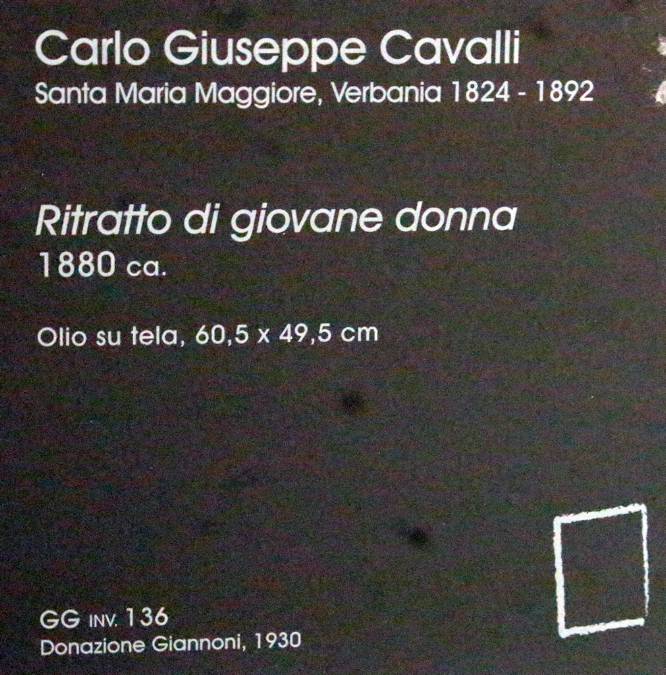 Carlo Giuseppe Cavalli
Santa Maria Maggiore, Verbania 1824 - 1892
Ritratto di giovane donna
1880 ca.
Olio su tela, 60,5 x 49,5 cm
GG INV. 136
Donazione Giannoni, 1930